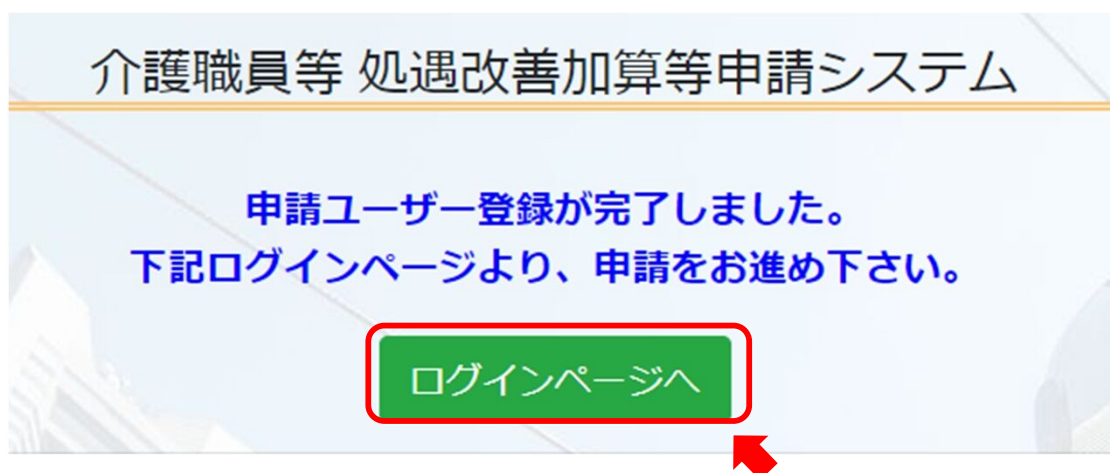 介護職員等 処遇改善加算等申請システム
申請ユーザー登録が完了しました。
下記ログインページより、申請をお進め下さい。
ログインページへ